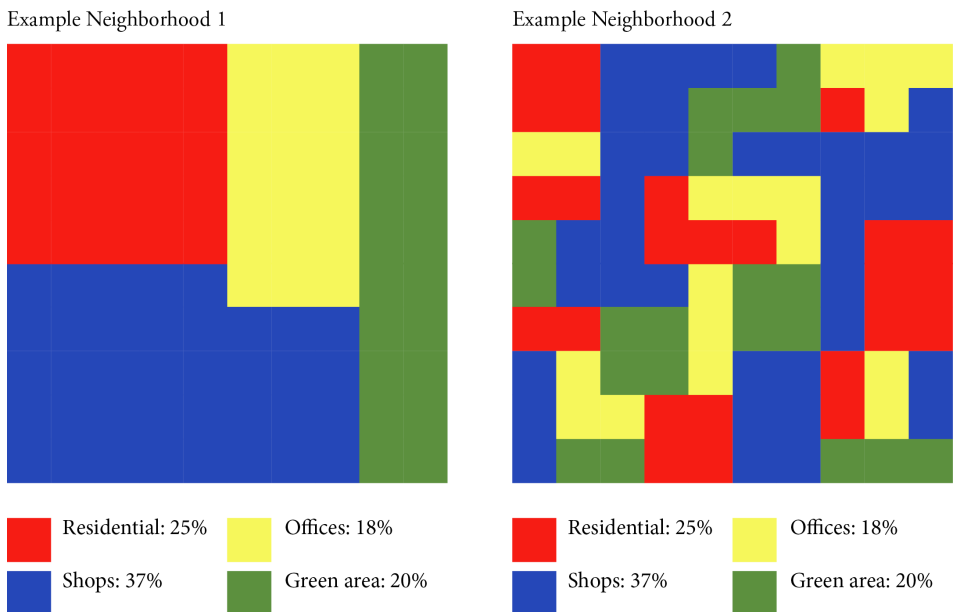 Example Neighborhood 1
Example Neighborhood 2
Residential: 25%
Offices: 18%
Shops: 37%
Green area: 20%
Residential: 25%
Offices: 18%
Shops: 37%
Green area: 20%